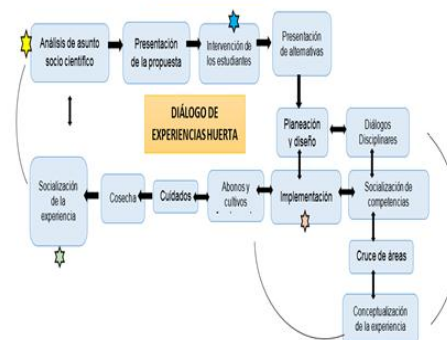 Análisis de asunto
socio científico
Presentación
de la propuesta
Intervención de
los estudiantes
Presentación
de alternativas
DIÁLOGO DE
EXPERIENCIAS HUERTA
Planeación
y diseño
Diálogos
Disciplinares
Socialización
de la
experiencia
Cosecha
Cuidados
Abonos y
cultivos
Implementación
Socialización de
competencias
Cruce de áreas
Conceptualización
de la experiencia